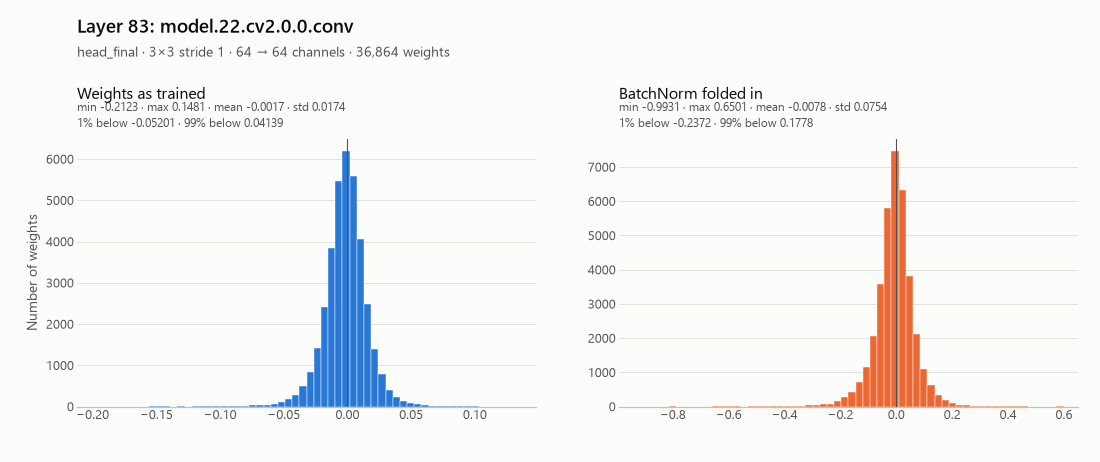 Layer 83: model.22.cv2.0.0.conv
head_final · 3×3 stride 1 · 64 → 64 channels · 36,864 weights
Weights as trained
min -0.2123 · max 0.1481 · mean -0.0017 · std 0.0174
1% below -0.05201 · 99% below 0.04139
Number of weights
6000
5000
4000
3000
2000
1000
0
−0.20 −0.15 −0.10 −0.05 0.00 0.05 0.10
BatchNorm folded in
min -0.9931 · max 0.6501 · mean -0.0078 · std 0.0754
1% below -0.2372 · 99% below 0.1778
7000
6000
5000
4000
3000
2000
1000
0
−0.8 −0.6 −0.4 −0.2 0.0 0.2 0.4 0.6